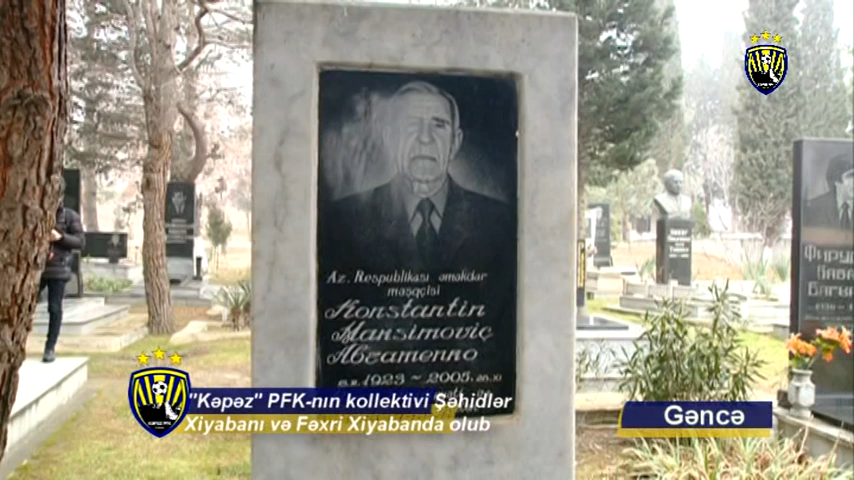 Az. Respublikası əməkdar
məşqçisi
Konstantin
Maksimoviç
Abramenko
1923 ~ 2005
"Kəpəz" PFK-nın kollektivi Şəhidlər
Xiyabanı və Fəxri Xiyabanda olub
Gəncə